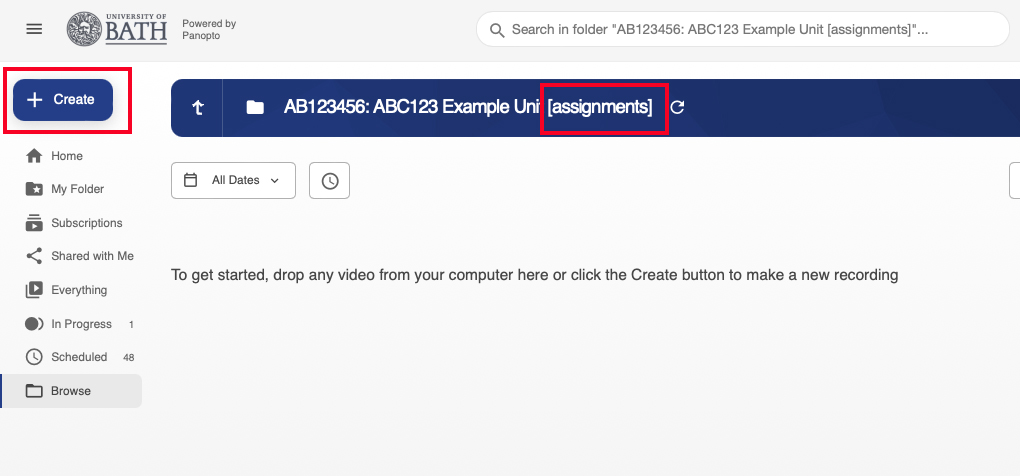 UNIVERSITY OF
BATH
Powered by
Panopto
Search in folder "AB123456: ABC123 Example Unit [assignments]"...
Create
AB123456: ABC123 Example Unit [assignments]
Home
My Folder
Subscriptions
Shared with Me
Everything
In Progress 1
Scheduled 48
Browse
All Dates
To get started, drop any video from your computer here or click the Create button to make a new recording